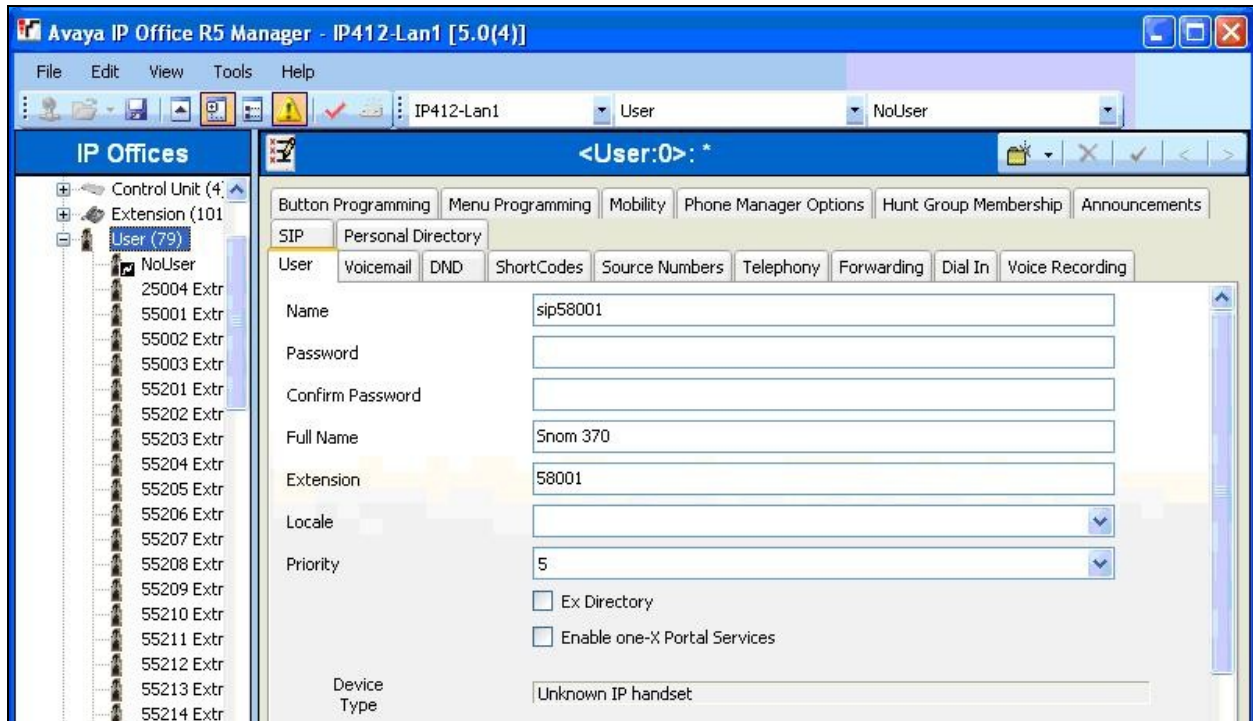 Avaya IP Office R5 Manager - IP412-Lan1 [5.0(4)]
File Edit View Tools Help
IP412-Lan1 User NoUser
IP Offices
<User:0>: *
Control Unit (4)
Extension (101
User (79)
NoUser
25004 Extr
55001 Extr
55002 Extr
55003 Extr
55201 Extr
55202 Extr
55203 Extr
55204 Extr
55205 Extr
55206 Extr
55207 Extr
55208 Extr
55209 Extr
55210 Extr
55211 Extr
55212 Extr
55213 Extr
55214 Extr
Button Programming Menu Programming Mobility Phone Manager Options Hunt Group Membership Announcements
SIP Personal Directory
User Voicemail DND ShortCodes Source Numbers Telephony Forwarding Dial In Voice Recording
Name sip58001
Password
Confirm Password
Full Name Snom 370
Extension 58001
Locale
Priority 5
Ex Directory
Enable one-X Portal Services
Device
Type
Unknown IP handset